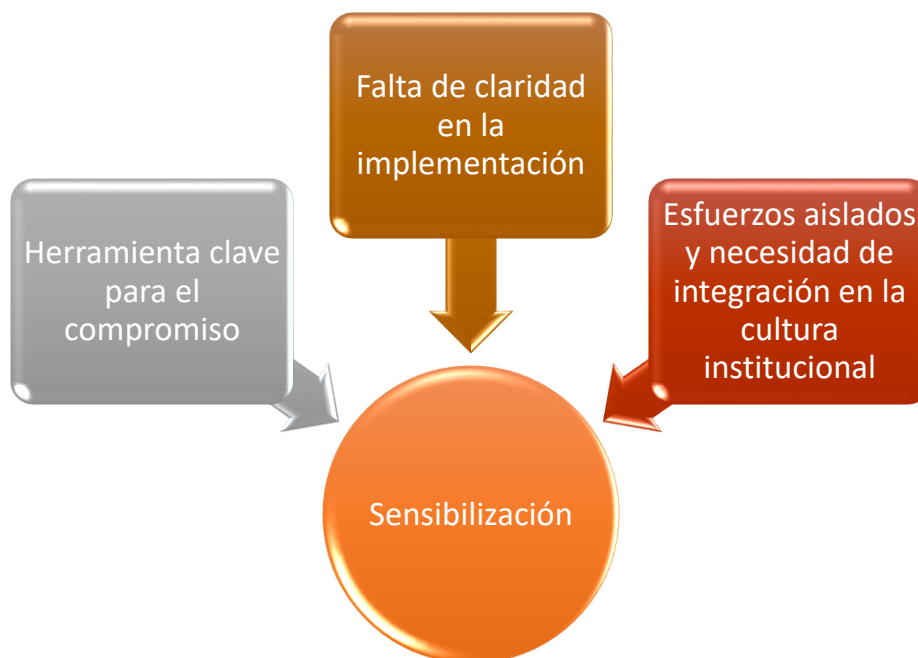 Falta de claridad
en la
implementación
Herramienta clave
para el
compromiso
Esfuerzos aislados
y necesidad de
integración en la
cultura
institucional
Sensibilización